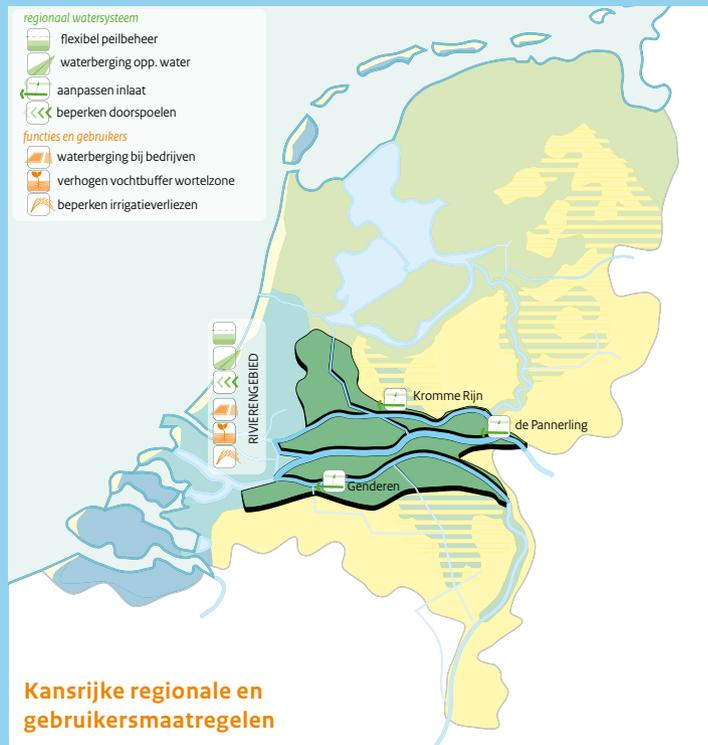 regionaal watersysteem
flexibel peilbeheer
waterberging opp. water
aanpassen inlaat
beperken doorspoelen
functies en gebruikers
waterberging bij bedrijven
verhogen vochtbuffer wortelzone
beperken irrigatieverliezen
RIVIERENGEBIED
Kromme Rijn
de Pannerling
Genderen
Kansrijke regionale en
gebruikersmaatregelen